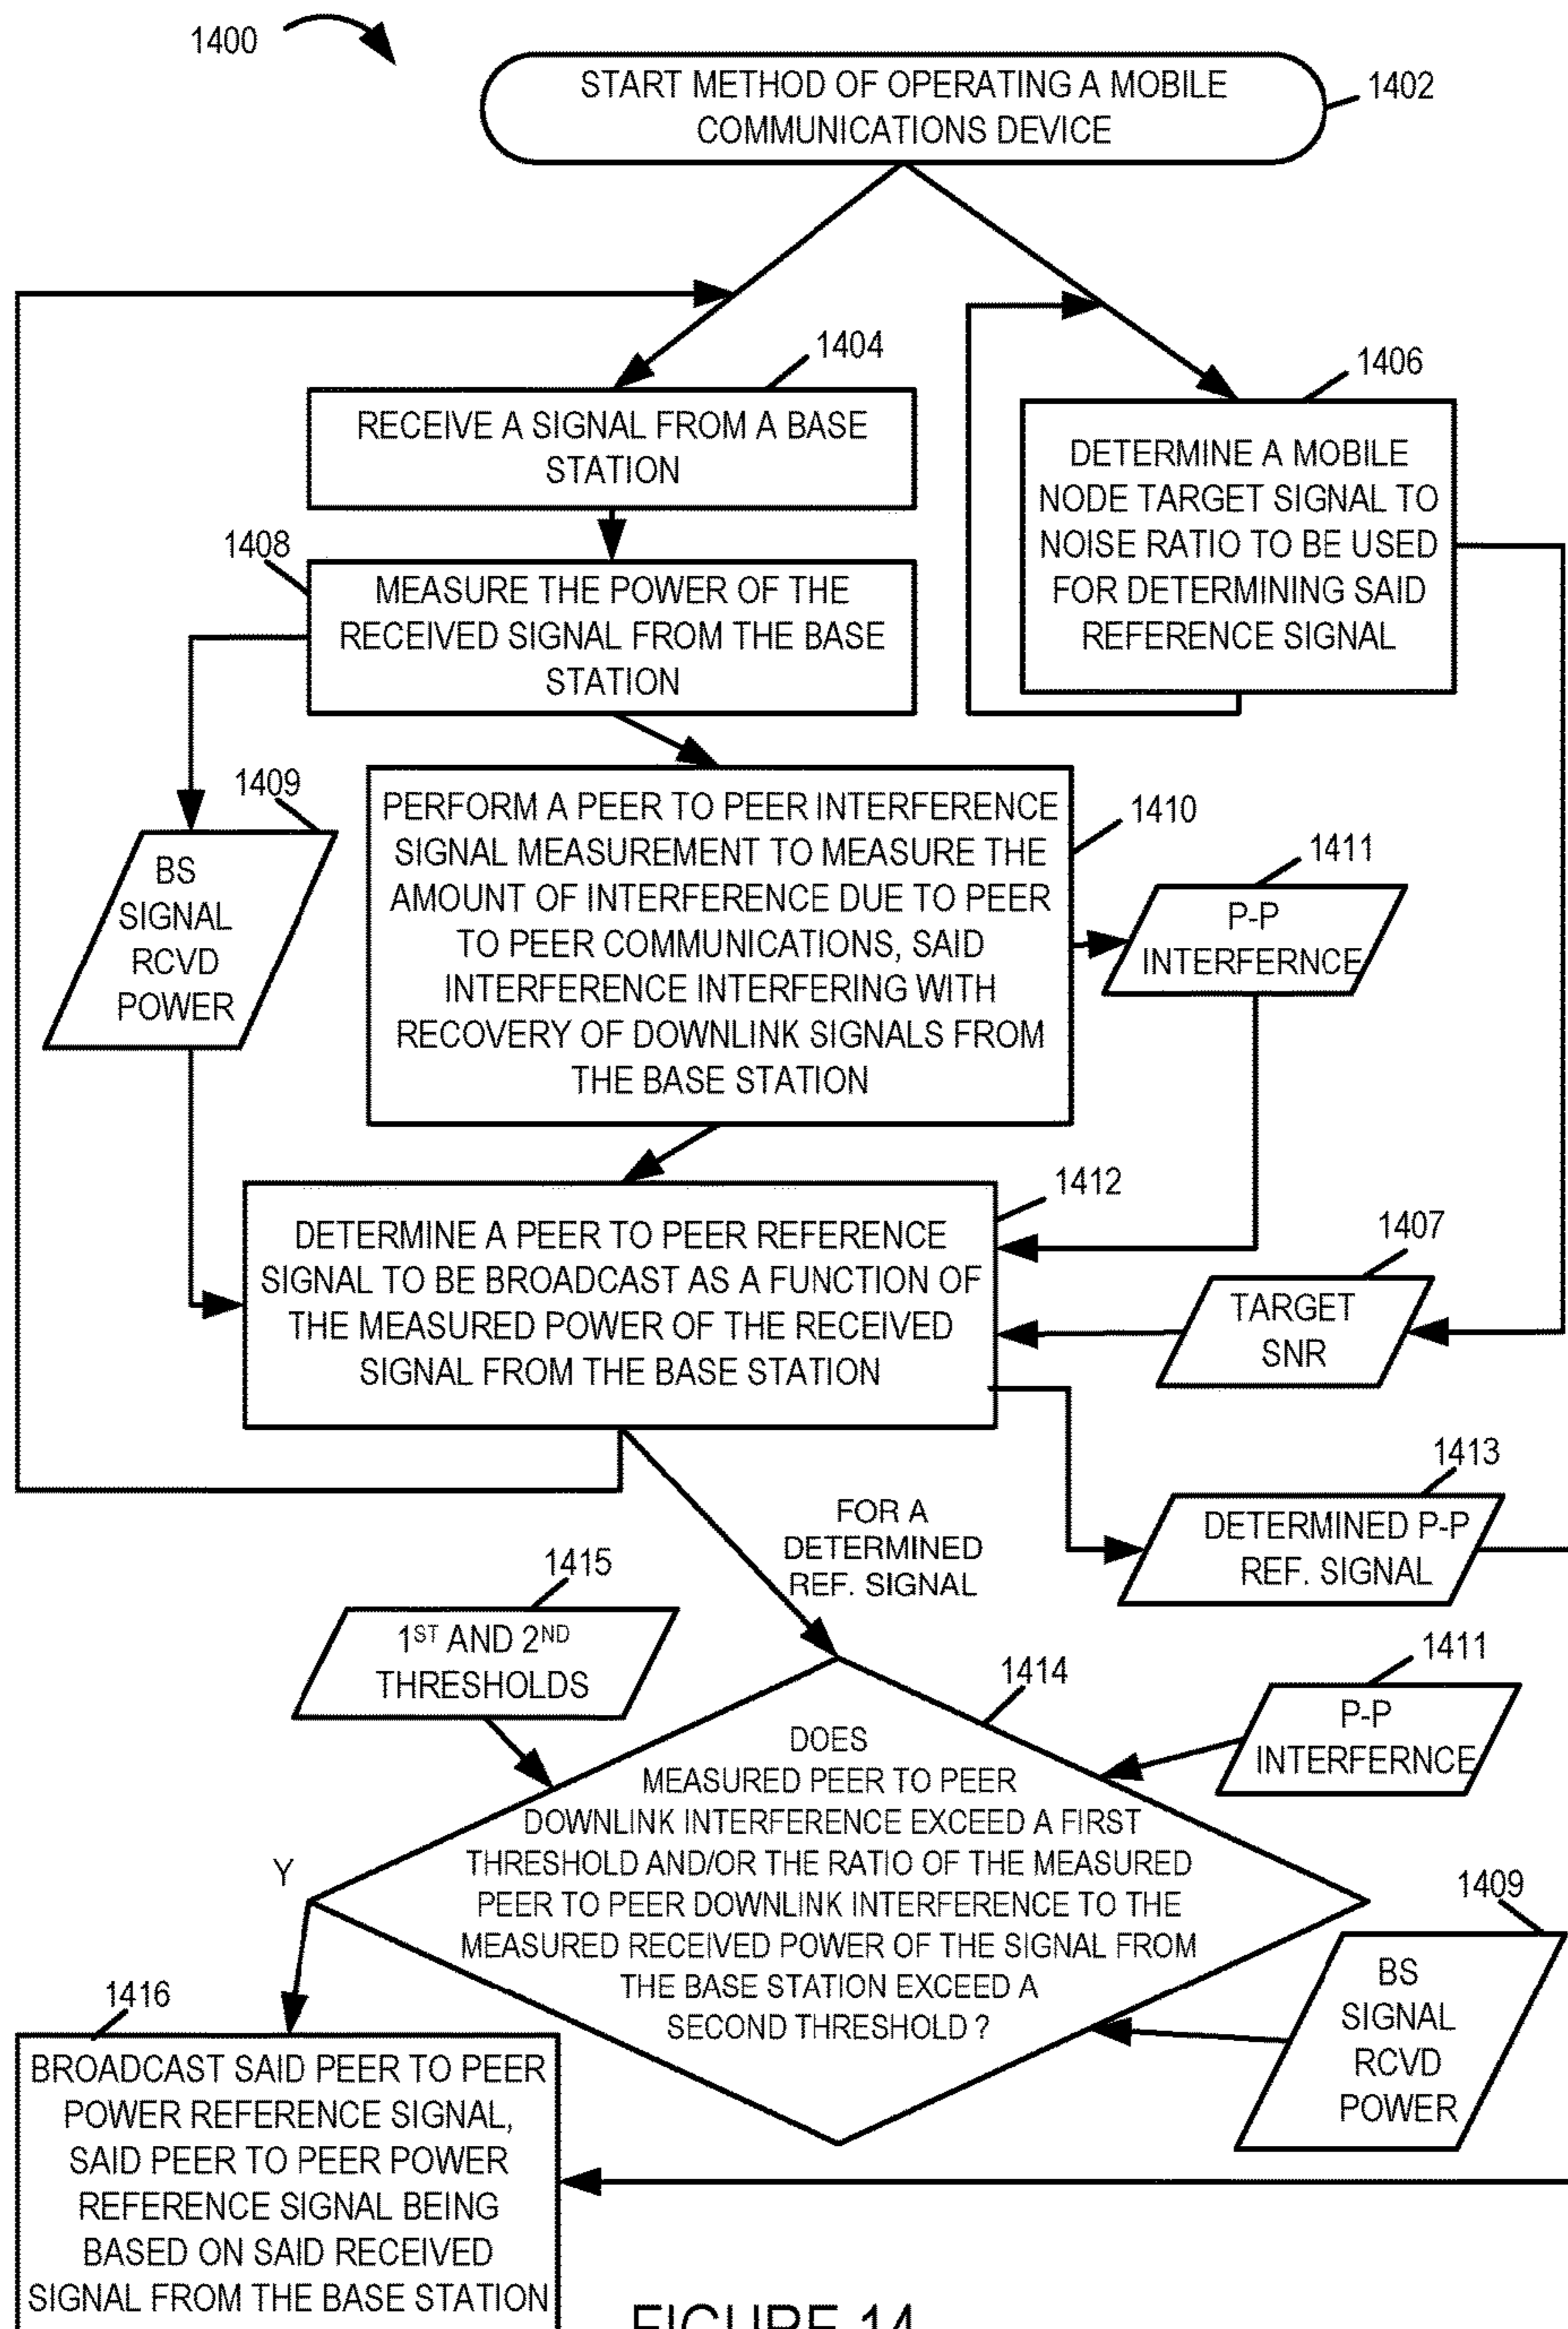 1400
START METHOD OF OPERATING A MOBILE
COMMUNICATIONS DEVICE
1402
1404
RECEIVE A SIGNAL FROM A BASE
STATION
1406
DETERMINE A MOBILE
NODE TARGET SIGNAL TO
NOISE RATIO TO BE USED
FOR DETERMINING SAID
REFERENCE SIGNAL
1408
MEASURE THE POWER OF THE
RECEIVED SIGNAL FROM THE BASE
STATION
1409
BS
SIGNAL
RCVD
POWER
PERFORM A PEER TO PEER INTERFERENCE
SIGNAL MEASUREMENT TO MEASURE THE
AMOUNT OF INTERFERENCE DUE TO PEER
TO PEER COMMUNICATIONS, SAID
INTERFERENCE INTERFERING WITH
RECOVERY OF DOWNLINK SIGNALS FROM
THE BASE STATION
1410
1411
P-P
INTERFERNCE
1412
DETERMINE A PEER TO PEER REFERENCE
SIGNAL TO BE BROADCAST AS A FUNCTION OF
THE MEASURED POWER OF THE RECEIVED
SIGNAL FROM THE BASE STATION
1407
TARGET
SNR
1413
DETERMINED P-P
REF. SIGNAL
FOR A
DETERMINED
REF. SIGNAL
1415
1ST AND 2ND
THRESHOLDS
1414
DOES
MEASURED PEER TO PEER
DOWNLINK INTERFERENCE EXCEED A FIRST
THRESHOLD AND/OR THE RATIO OF THE MEASURED
PEER TO PEER DOWNLINK INTERFERENCE TO THE
MEASURED RECEIVED POWER OF THE SIGNAL FROM
THE BASE STATION EXCEED A
SECOND THRESHOLD ?
1411
P-P
INTERFERNCE
Y
1409
BS
SIGNAL
RCVD
POWER
1416
BROADCAST SAID PEER TO PEER
POWER REFERENCE SIGNAL,
SAID PEER TO PEER POWER
REFERENCE SIGNAL BEING
BASED ON SAID RECEIVED
SIGNAL FROM THE BASE STATION
FIGURE 14